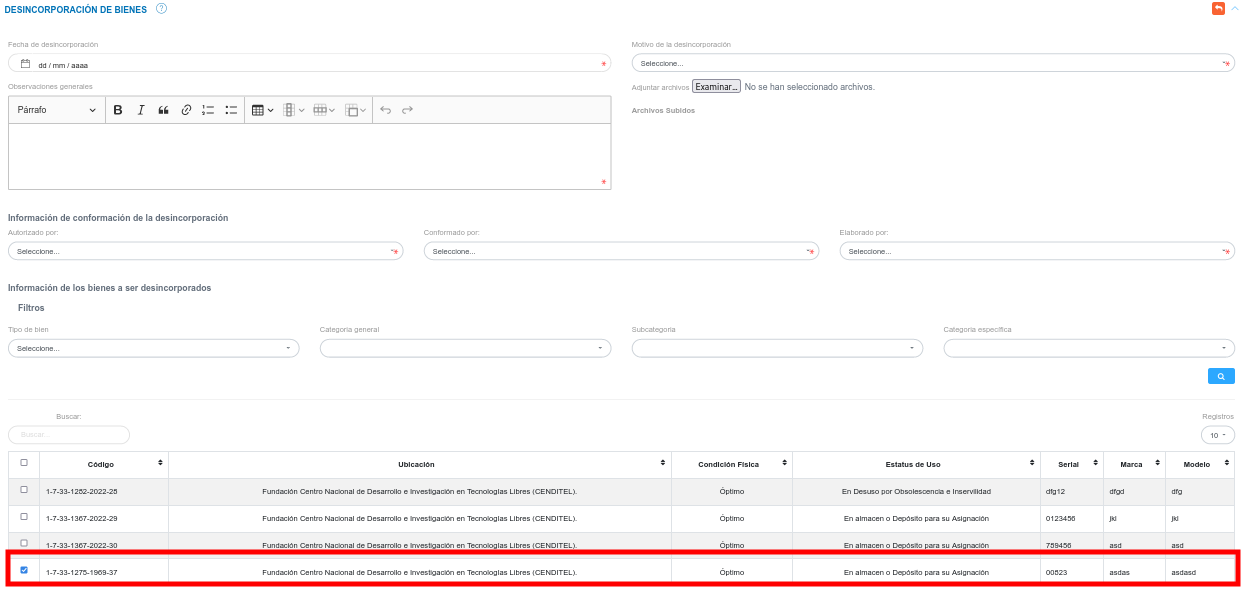 DESINCORPORACIÓN DE BIENES ?
Fecha de desincorporación
dd / mm / aaaa *
Motivo de la desincorporación
Seleccione... *
Observaciones generales
Párrafo B I
*
Adjuntar archivos Examinar... No se han seleccionado archivos.
Archivos Subidos
Información de conformación de la desincorporación
Autorizado por: Conformado por: Elaborado por:
Seleccione... * Seleccione... * Seleccione... *
Información de los bienes a ser desincorporados
Filtros
Tipo de bien Categoria general Subcategoria Categoria específica
Seleccione...
Buscar: Registros
Buscar... 10
Código Ubicación Condición Física Estatus de Uso Serial Marca Modelo
1-7-33-1282-2022-28 Fundación Centro Nacional de Desarrollo e Investigación en Tecnologías Libres (CENDITEL). Óptimo En Desuso por Obsolescencia e Inservilidad dfg12 dfgd dfg
1-7-33-1367-2022-29 Fundación Centro Nacional de Desarrollo e Investigación en Tecnologías Libres (CENDITEL). Óptimo En almacen o Depósito para su Asignación 0123456 jkl jkl
1-7-33-1367-2022-30 Fundación Centro Nacional de Desarrollo e Investigación en Tecnologías Libres (CENDITEL). Óptimo En almacen o Depósito para su Asignación 789456 asd asd
1-7-33-1275-1969-37 Fundación Centro Nacional de Desarrollo e Investigación en Tecnologías Libres (CENDITEL). Óptimo En almacen o Depósito para su Asignación 00823 asdas asdasd